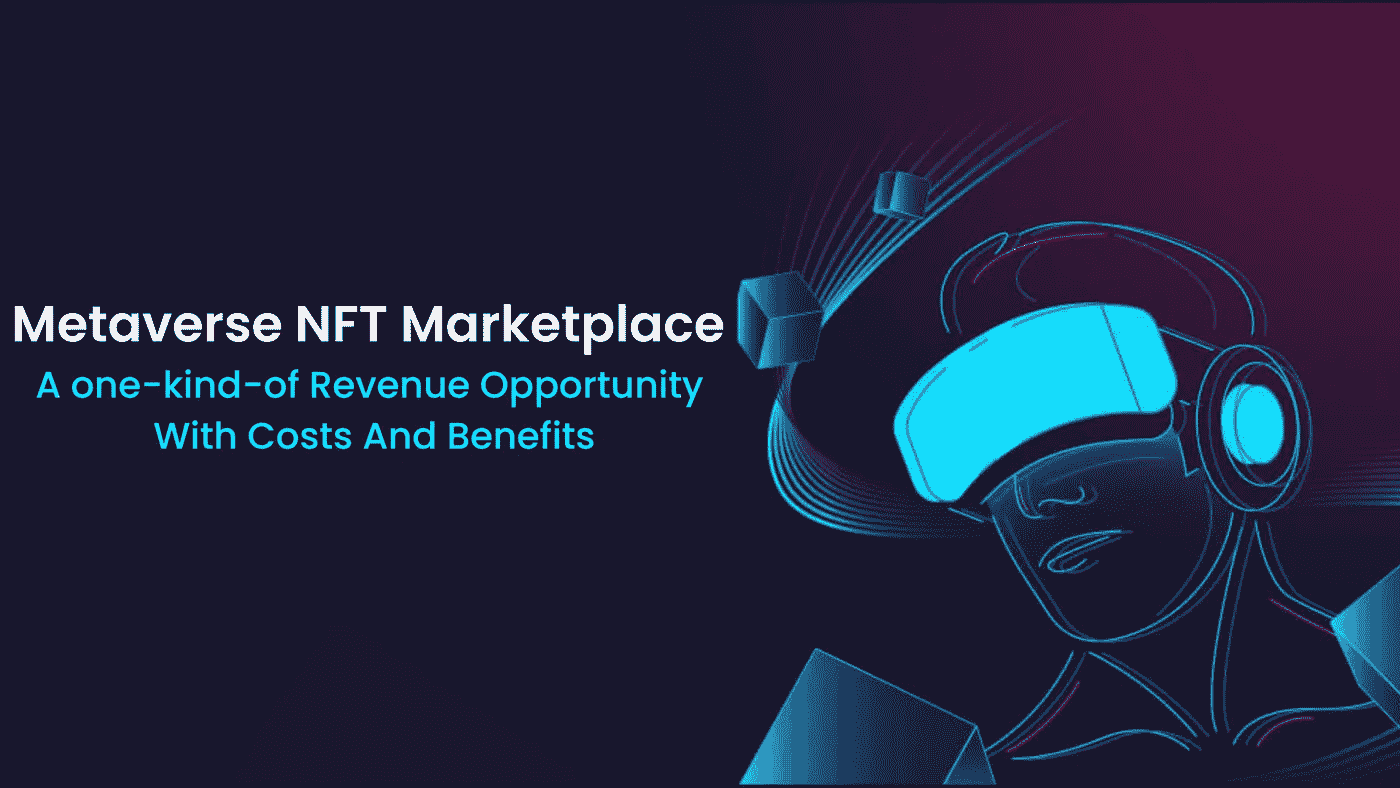 Metaverse NFT Marketplace
A one-kind-of Revenue Opportunity
With Costs And Benefits